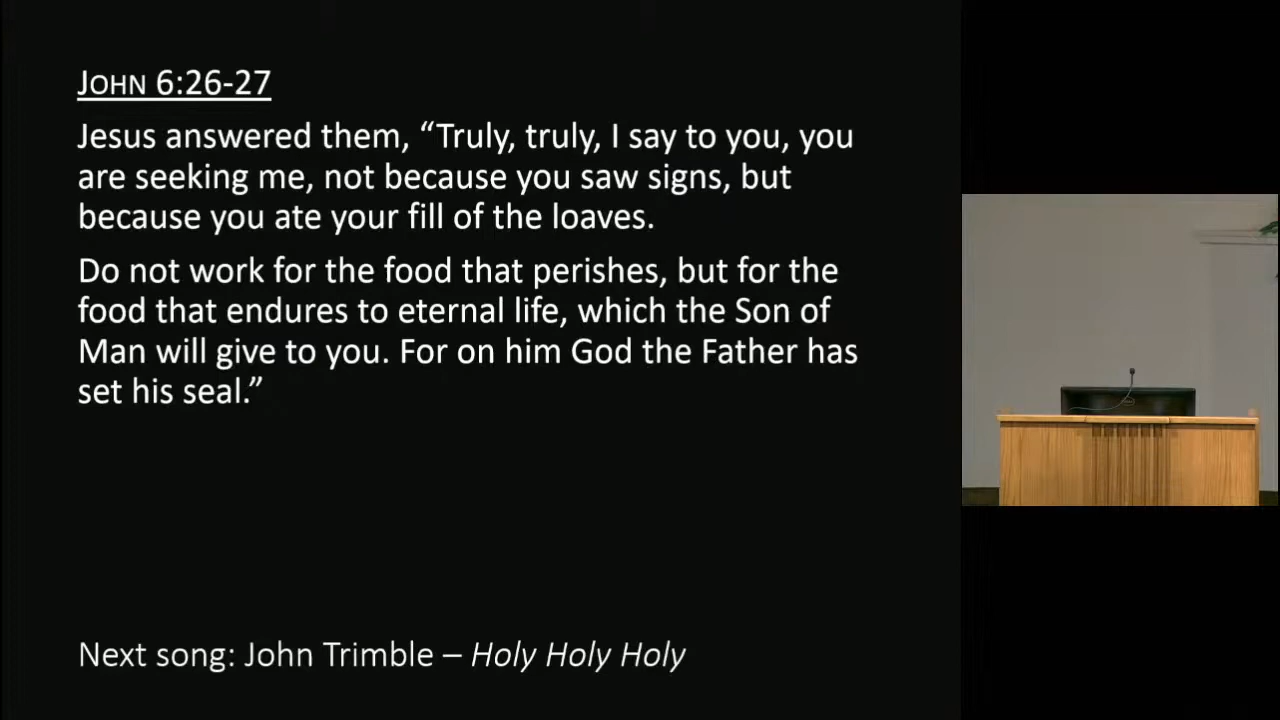 John 6:26-27
Jesus answered them, “Truly, truly, I say to you, you
are seeking me, not because you saw signs, but
because you ate your fill of the loaves.
Do not work for the food that perishes, but for the
food that endures to eternal life, which the Son of
Man will give to you. For on him God the Father has
set his seal.”
Next song: John Trimble – Holy Holy Holy